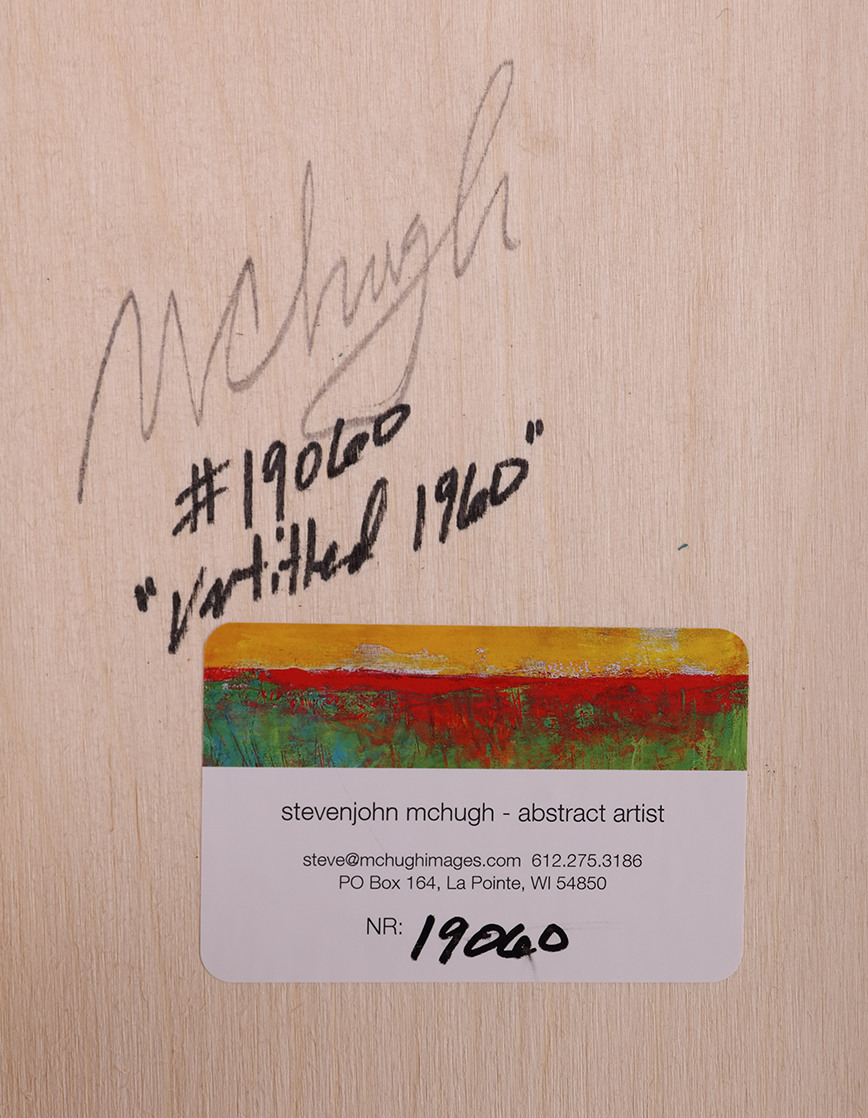 McHugh
#19060
"Untitled 1960"
stevenjohn mchugh - abstract artist
steve@mchughimages.com 612.275.3186
PO Box 164, La Pointe, WI 54850
NR: 19060